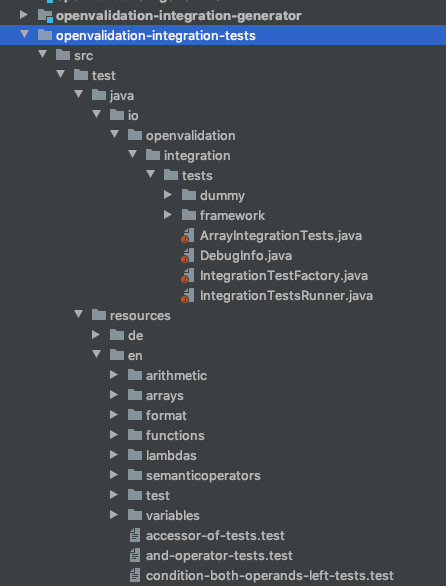 openvalidation-integration-generator
openvalidation-integration-tests
src
test
java
io
openvalidation
integration
tests
dummy
framework
ArrayIntegrationTests.java
DebugInfo.java
IntegrationTestFactory.java
IntegrationTestsRunner.java
resources
de
en
arithmetic
arrays
format
functions
lambdas
semanticoperators
test
variables
accessor-of-tests.test
and-operator-tests.test
condition-both-operands-left-tests.test